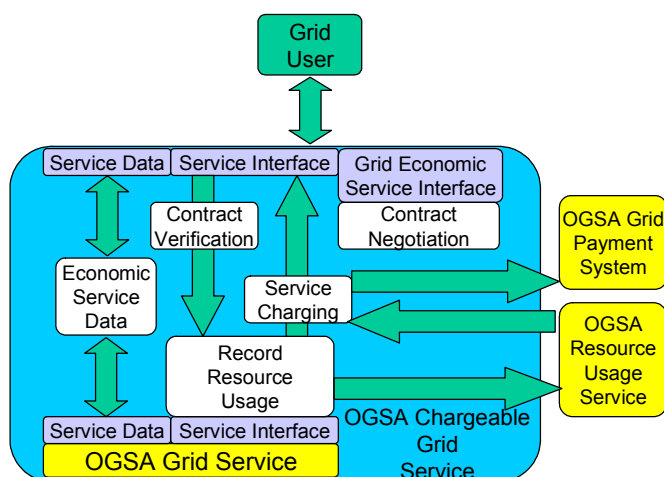 Grid
User
Service Data
Service Interface
Grid Economic
Service Interface
Contract
Verification
Contract
Negotiation
OGSA Grid
Payment
System
Economic
Service
Data
Service
Charging
OGSA
Resource
Usage
Service
Record
Resource
Usage
Service Data
Service Interface
OGSA Grid Service
OGSA Chargeable
Grid
Service